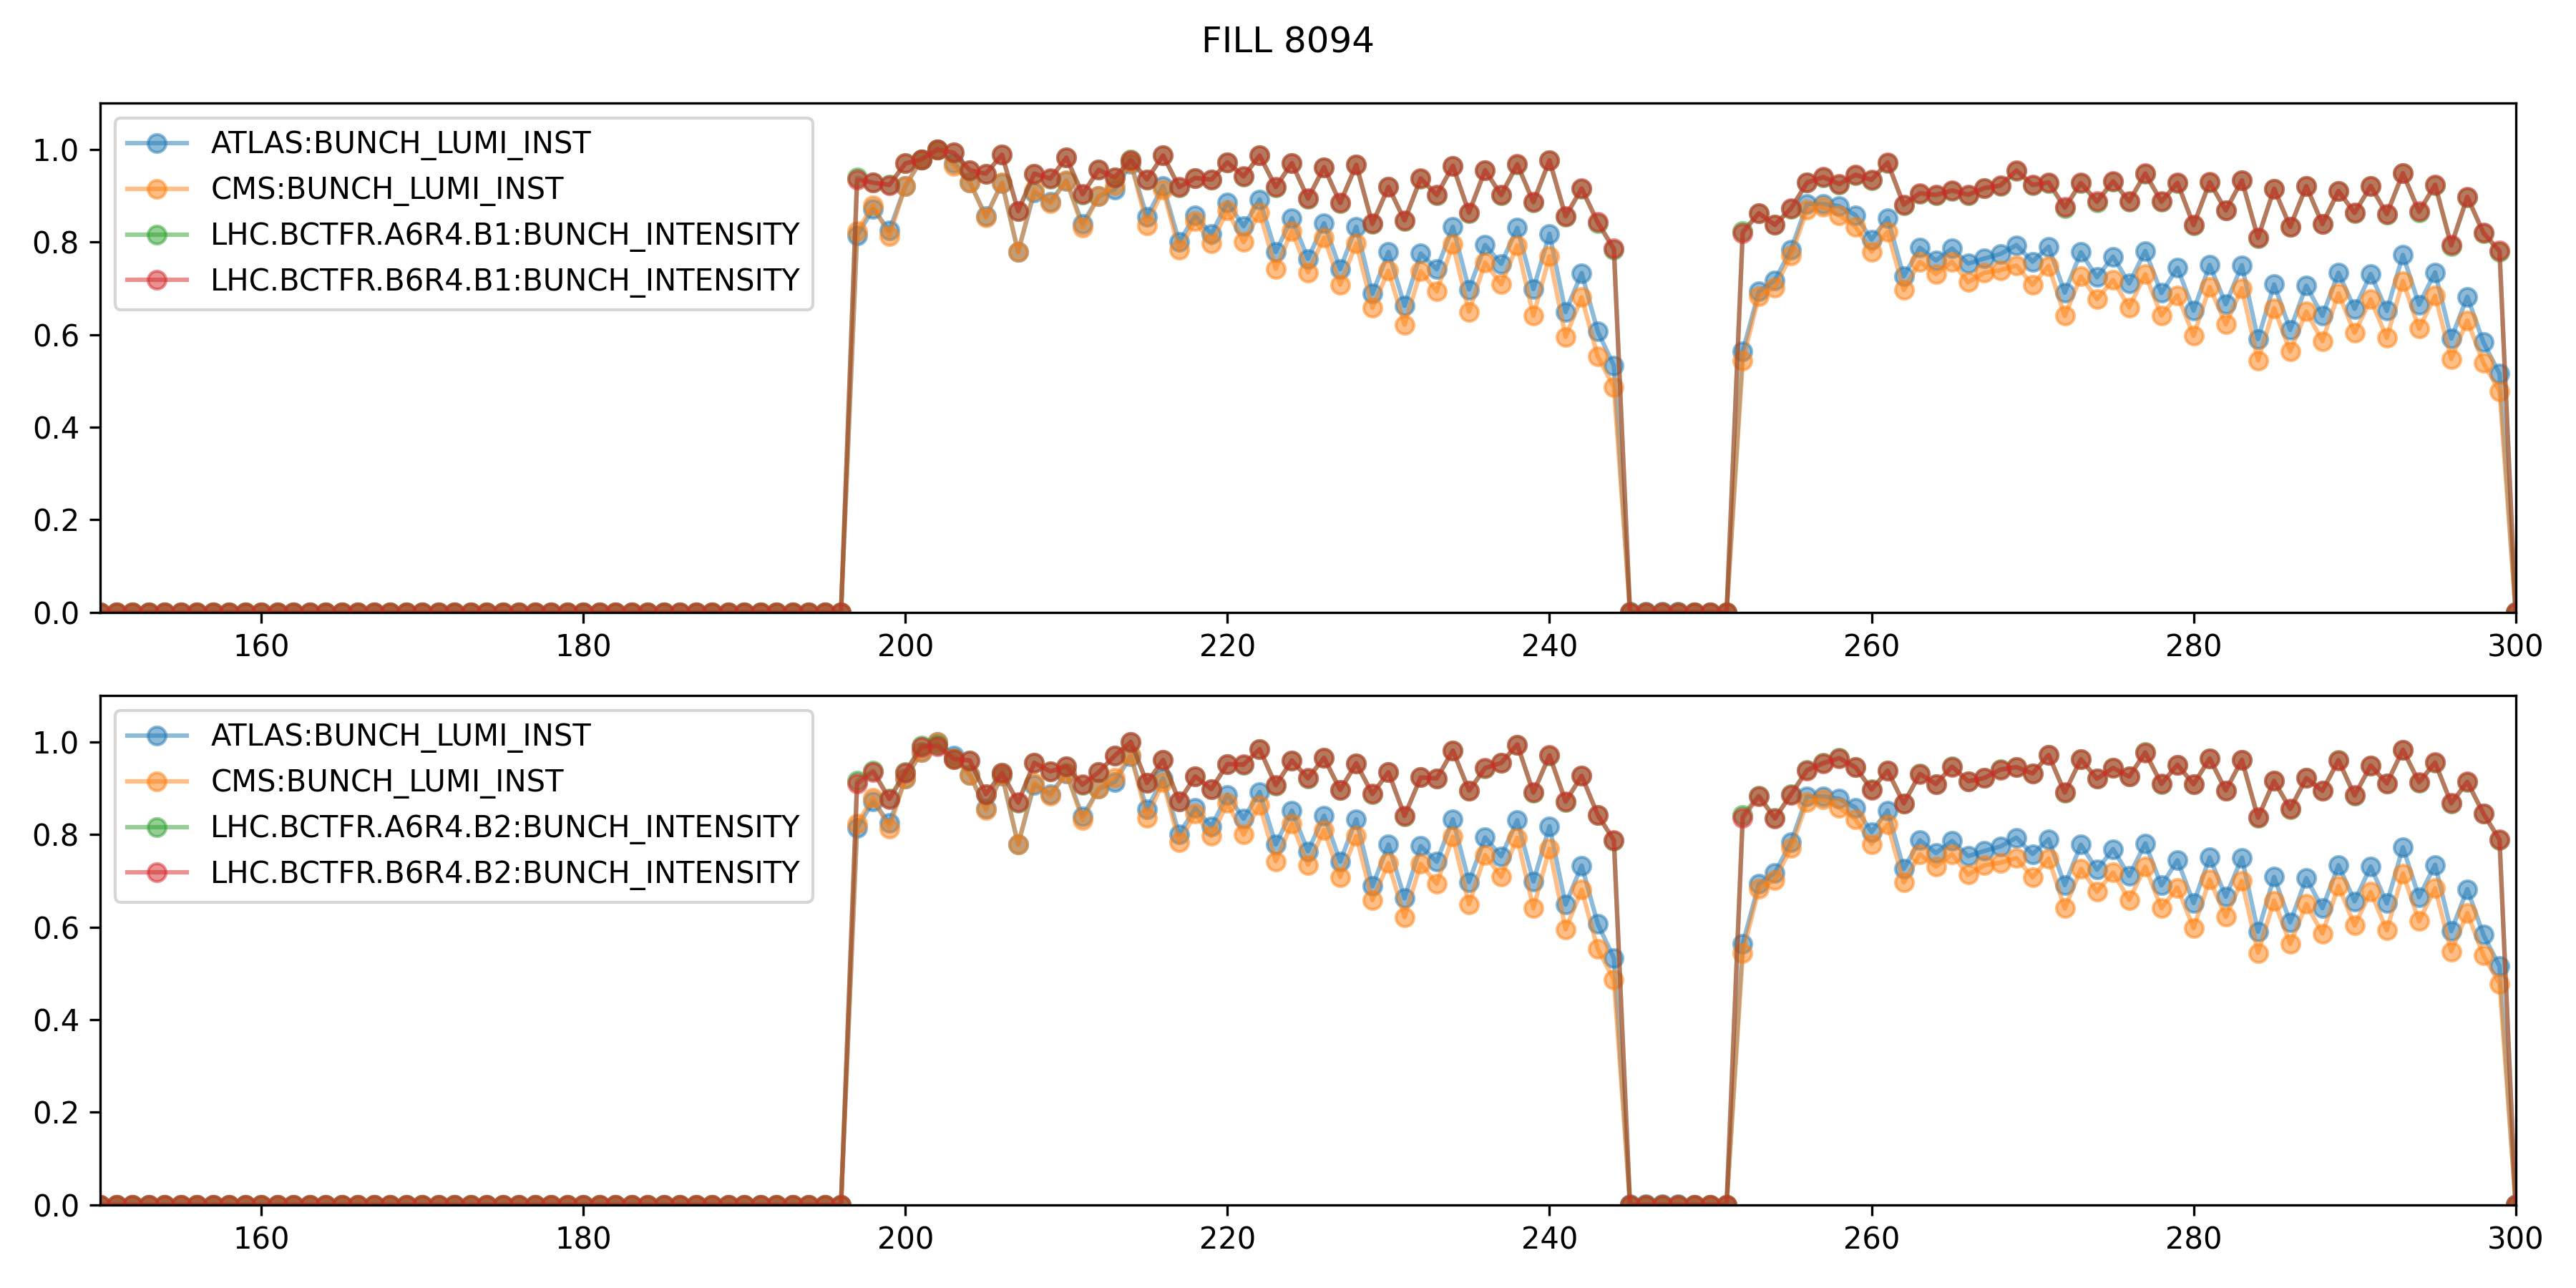 FILL 8094
ATLAS:BUNCH_LUMI_INST
CMS:BUNCH_LUMI_INST
LHC.BCTFR.A6R4.B1:BUNCH_INTENSITY
LHC.BCTFR.B6R4.B1:BUNCH_INTENSITY
1.0
0.8
0.6
0.4
0.2
0.0
160 180 200 220 240 260 280 300
ATLAS:BUNCH_LUMI_INST
CMS:BUNCH_LUMI_INST
LHC.BCTFR.A6R4.B2:BUNCH_INTENSITY
LHC.BCTFR.B6R4.B2:BUNCH_INTENSITY
1.0
0.8
0.6
0.4
0.2
0.0
160 180 200 220 240 260 280 300